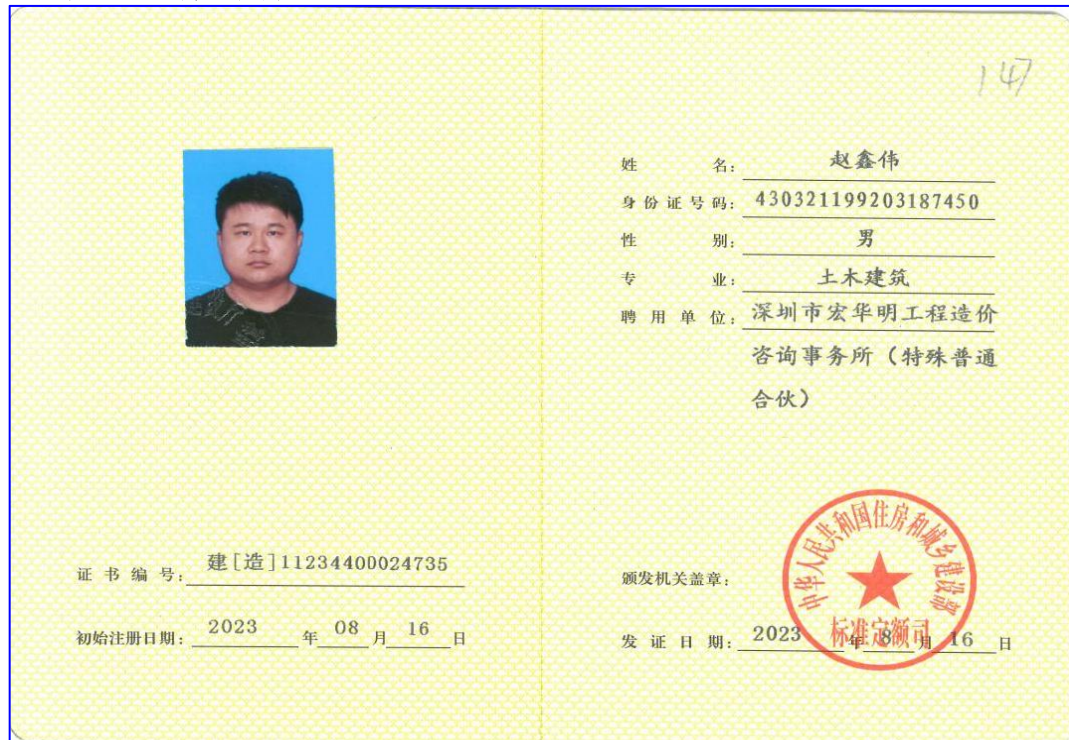 147
姓名：赵鑫伟
身份证号码：430321199203187450
性别：男
专业：土木建筑
聘用单位：深圳市宏华明工程造价
咨询事务所（特殊普通
合伙）
证书编号：建[造]11234400024735
初始注册日期：2023年08月16日
颁发机关盖章：
中华人民共和国住房和城乡建设部
标准定额司
发证日期：2023年8月16日